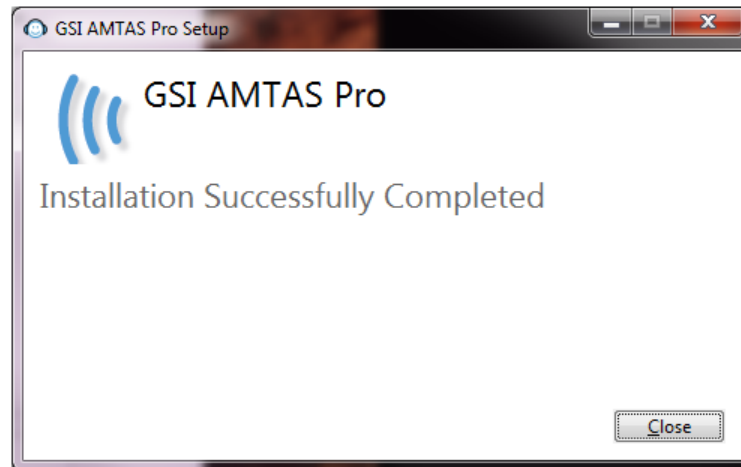 GSI AMTAS Pro Setup
GSI AMTAS Pro
Installation Successfully Completed
Close